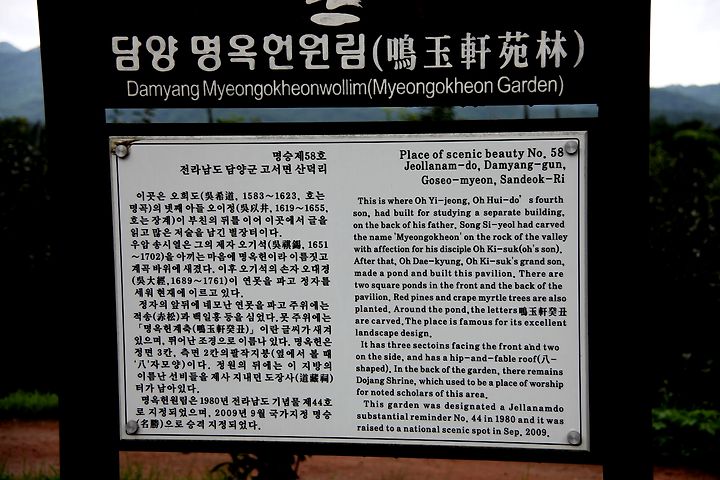 담양 명옥헌원림(鳴玉軒苑林)
Damyang Myeongokheonwollim(Myeongokheon Garden)
명승제58호
전라남도 담양군 고서면 산덕리
이곳은 오희도(吳希道, 1583~1623, 호는
명곡)의 넷째 아들 오이정(吳以井, 1619~1655,
호는 장계)이 부친의 뒤를 이어 이곳에서 글을
읽고 많은 저술을 남긴 별장터이다.
우암 송시열은 그의 제자 오기석(吳祺錫, 1651
~1702)을 아끼는 마음에 명옥헌이라 이름짓고
계곡 바위에 새겼다. 이후 오기석의 손자 오대경
(吳大經, 1689~1761)이 연못을 파고 정자를
세워 현재에 이르고 있다.
정자의 앞뒤에 네모난 연못을 파고 주위에는
적송(赤松)과 백일홍 등을 심었다. 못 주위에는
「명옥헌계축(鳴玉軒癸丑)」이란 글씨가 새겨
있으며, 뛰어난 조경으로 이름나 있다. 명옥헌은
정면 3칸, 측면 2칸의팔작지붕(옆에서 볼 때
'八'자모양)이다. 정원의 뒤에는 이 지방의
이름난 선비들을 제사 지내던 도장사(道藏祠)
터가 남아있다.
명옥헌원림은1980년 전라남도 기념물 제44호
로 지정되었으며, 2009년 9월 국가지정 명승
(名勝)으로 승격 지정되었다.
Place of scenic beauty No. 58
Jeollanam-do, Damyang-gun,
Goseo-myeon, Sandeok-Ri
This is where Oh Yi-jeong, Oh Hui-do's fourth
son, had built for studying a separate building,
on the back of his father. Song Si-yeol had carved
the name 'Myeongokheon' on the rock of the valley
with affection for his disciple Oh Ki-suk(oh's son).
After that, Oh Dae-kyung, Oh Ki-suk's grand son,
made a pond and built this pavilion. There are
two square ponds in the front and the back of the
pavilion. Red pines and crape myrtle trees are also
planted. Around the pond,the letters鳴玉軒癸丑
are carved.The place is famous for its excellent
landscape design.
It has three sectoins facing the front and two
on the side, and has a hip-and-fable roof(八-
shaped). In the back of the garden, there remains
Dojang Shrine, which used to be a place of worship
for noted scholars of this area.
This garden was designated a Jellanamdo
substantial reminder No. 44 in 1980 and it was
raised to a national scenic spot in Sep. 2009.